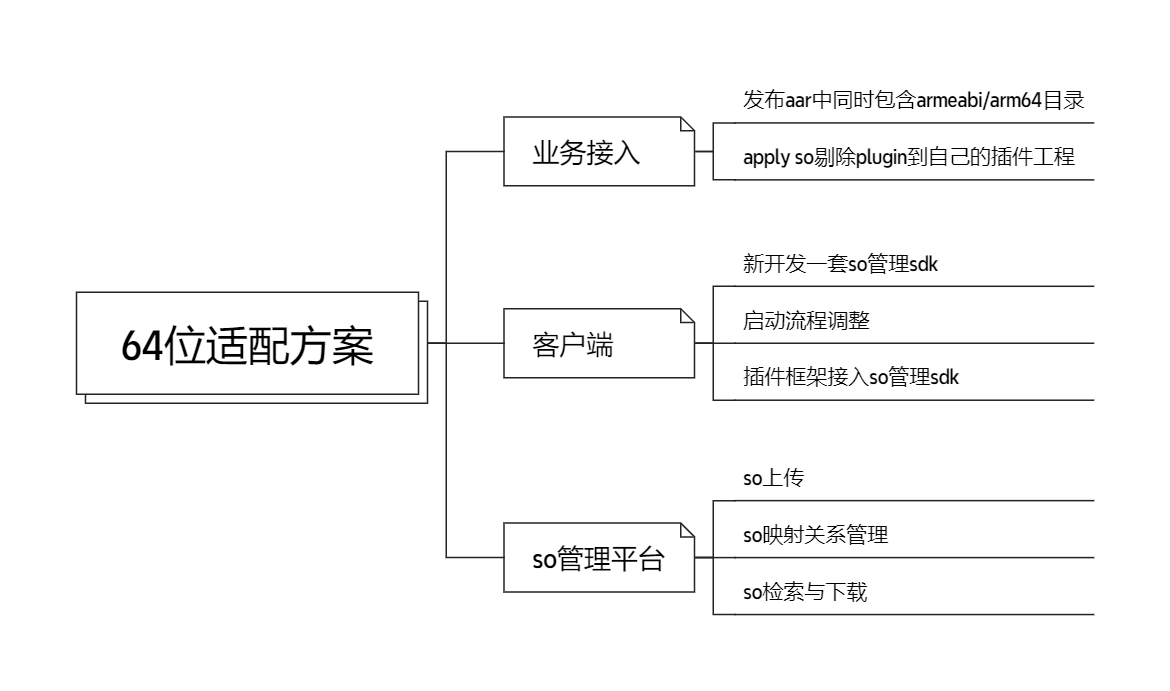 64位适配方案
业务接入
发布aar中同时包含armeabi/arm64目录
apply so剔除plugin到自己的插件工程
客户端
新开发一套so管理sdk
启动流程调整
插件框架接入so管理sdk
so管理平台
so上传
so映射关系管理
so检索与下载